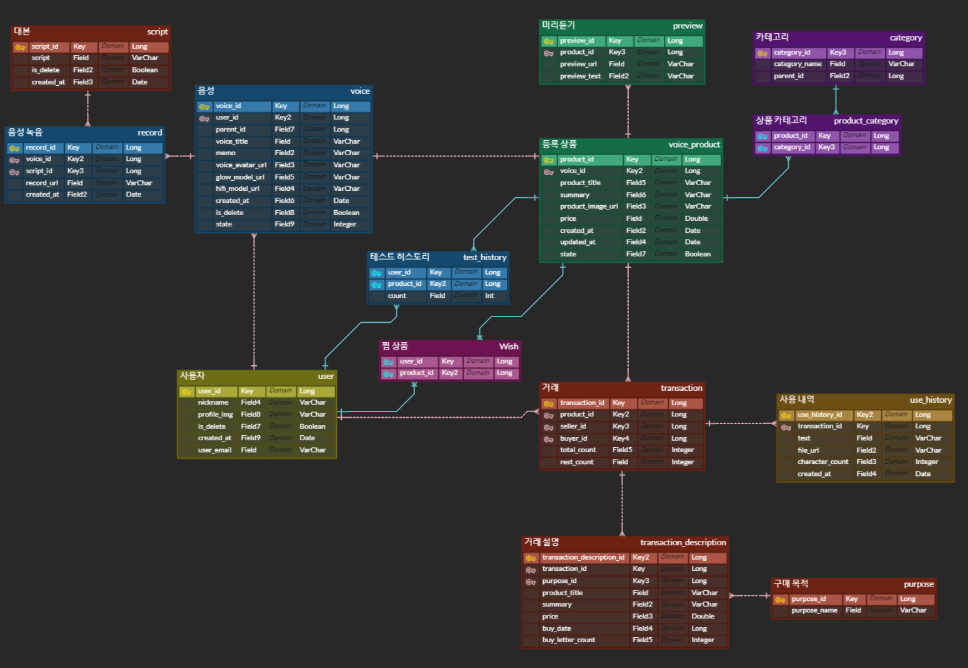 대본 script
script_id Key Domain Long
script Field Domain VarChar
is_delete Field2 Domain Boolean
created_at Field3 Domain Date
음성 녹음 record
record_id Key Domain Long
voice_id Key2 Domain Long
script_id Key3 Domain Long
record_url Field Domain VarChar
created_at Field2 Domain Date
음성 voice
voice_id Key Domain Long
user_id Key2 Domain Long
parent_id Field7 Domain Long
voice_title Field Domain VarChar
memo Field2 Domain VarChar
voice_avatar_url Field3 Domain VarChar
glow_model_url Field5 Domain VarChar
hifi_model_url Field4 Domain VarChar
created_at Field6 Domain Date
is_delete Field8 Domain Boolean
state Field9 Domain Integer
미리듣기 preview
preview_id Key Domain Long
product_id Key3 Domain Long
preview_url Field Domain VarChar
preview_text Field2 Domain VarChar
카테고리 category
category_id Key3 Domain Long
category_name Field Domain VarChar
parent_id Field2 Domain Long
상품 카테고리 product_category
product_id Key Domain Long
category_id Key3 Domain Long
등록 상품 voice_product
product_id Key Domain Long
voice_id Key2 Domain Long
product_title Field5 Domain VarChar
summary Field6 Domain VarChar
product_image_url Field3 Domain VarChar
price Field Domain Double
created_at Field2 Domain Date
updated_at Field4 Domain Date
state Field7 Domain Boolean
테스트 히스토리 test_history
user_id Key Domain Long
product_id Key2 Domain Long
count Field Domain Int
찜 상품 Wish
user_id Key Domain Long
product_id Key2 Domain Long
사용자 user
user_id Key Domain Long
nickname Field4 Domain VarChar
profile_img Field8 Domain VarChar
is_delete Field7 Domain Boolean
created_at Field9 Domain Date
user_email Field Domain VarChar
거래 transaction
transaction_id Key Domain Long
product_id Key2 Domain Long
seller_id Key3 Domain Long
buyer_id Key4 Domain Long
total_count Field5 Domain Integer
rest_count Field Domain Integer
사용 내역 use_history
use_history_id Key2 Domain Long
transaction_id Key Domain Long
text Field Domain VarChar
file_url Field2 Domain VarChar
character_count Field3 Domain Integer
created_at Field4 Domain Date
거래 설명 transaction_description
transaction_description_id Key2 Domain Long
transaction_id Key Domain Long
purpose_id Key3 Domain Long
product_title Field Domain VarChar
summary Field2 Domain VarChar
price Field3 Domain Double
buy_date Field4 Domain Long
buy_letter_count Field5 Domain Integer
구매 목적 purpose
purpose_id Key Domain Long
purpose_name Field Domain VarChar